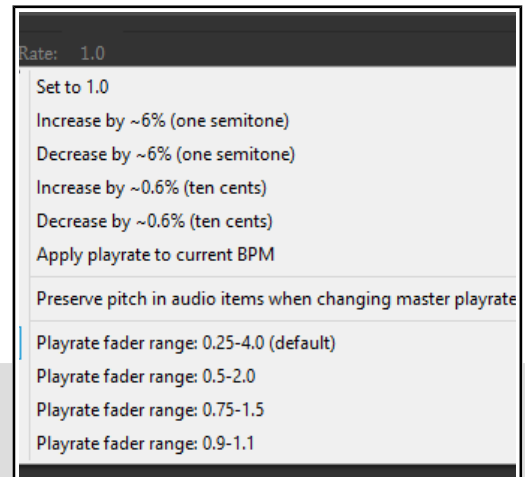 Rate: 1.0
Set to 1.0
Increase by ~6% (one semitone)
Decrease by ~6% (one semitone)
Increase by ~0.6% (ten cents)
Decrease by ~0.6% (ten cents)
Apply playrate to current BPM
Preserve pitch in audio items when changing master playrate
Playrate fader range: 0.25-4.0 (default)
Playrate fader range: 0.5-2.0
Playrate fader range: 0.75-1.5
Playrate fader range: 0.9-1.1